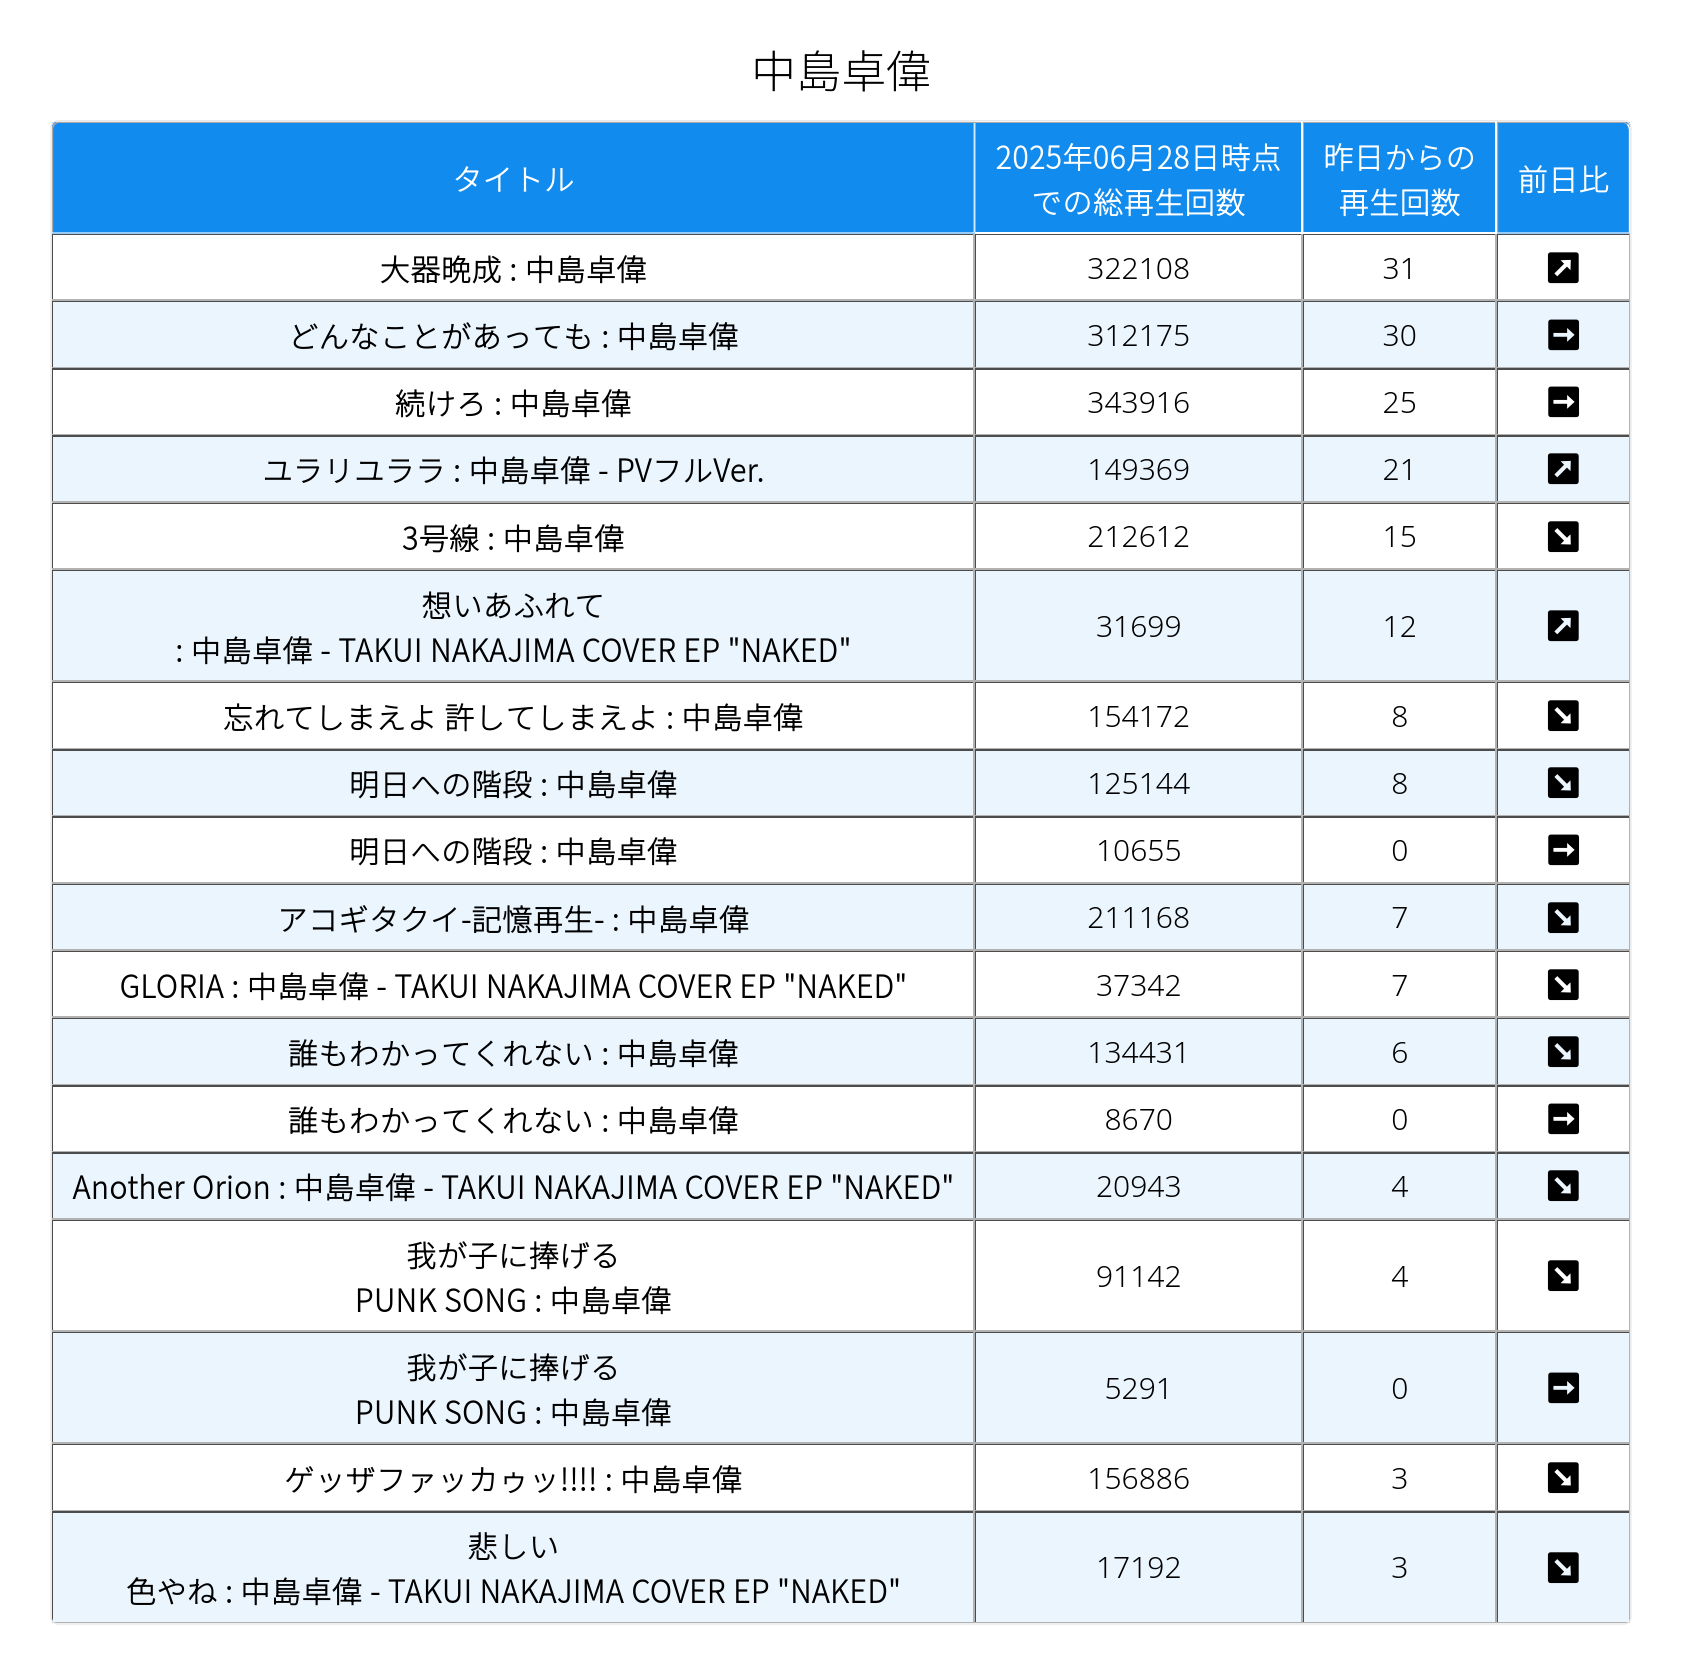 中島卓偉
タイトル
2025年06月28日時点
での総再生回数
昨日からの
再生回数
前日比
大器晩成 : 中島卓偉
322108
31
どんなことがあっても : 中島卓偉
312175
30
続けろ : 中島卓偉
343916
25
ユラリユララ : 中島卓偉 - PVフルVer.
149369
21
3号線 : 中島卓偉
212612
15
想いあふれて
: 中島卓偉 - TAKUI NAKAJIMA COVER EP "NAKED"
31699
12
忘れてしまえよ 許してしまえよ : 中島卓偉
154172
8
明日への階段 : 中島卓偉
125144
8
明日への階段 : 中島卓偉
10655
0
アコギタクイ-記憶再生- : 中島卓偉
211168
7
GLORIA : 中島卓偉 - TAKUI NAKAJIMA COVER EP "NAKED"
37342
7
誰もわかってくれない : 中島卓偉
134431
6
誰もわかってくれない : 中島卓偉
8670
0
Another Orion : 中島卓偉 - TAKUI NAKAJIMA COVER EP "NAKED"
20943
4
我が子に捧げる
PUNK SONG : 中島卓偉
91142
4
我が子に捧げる
PUNK SONG : 中島卓偉
5291
0
ゲッザファッカゥッ!!!! : 中島卓偉
156886
3
悲しい
色やね : 中島卓偉 - TAKUI NAKAJIMA COVER EP "NAKED"
17192
3